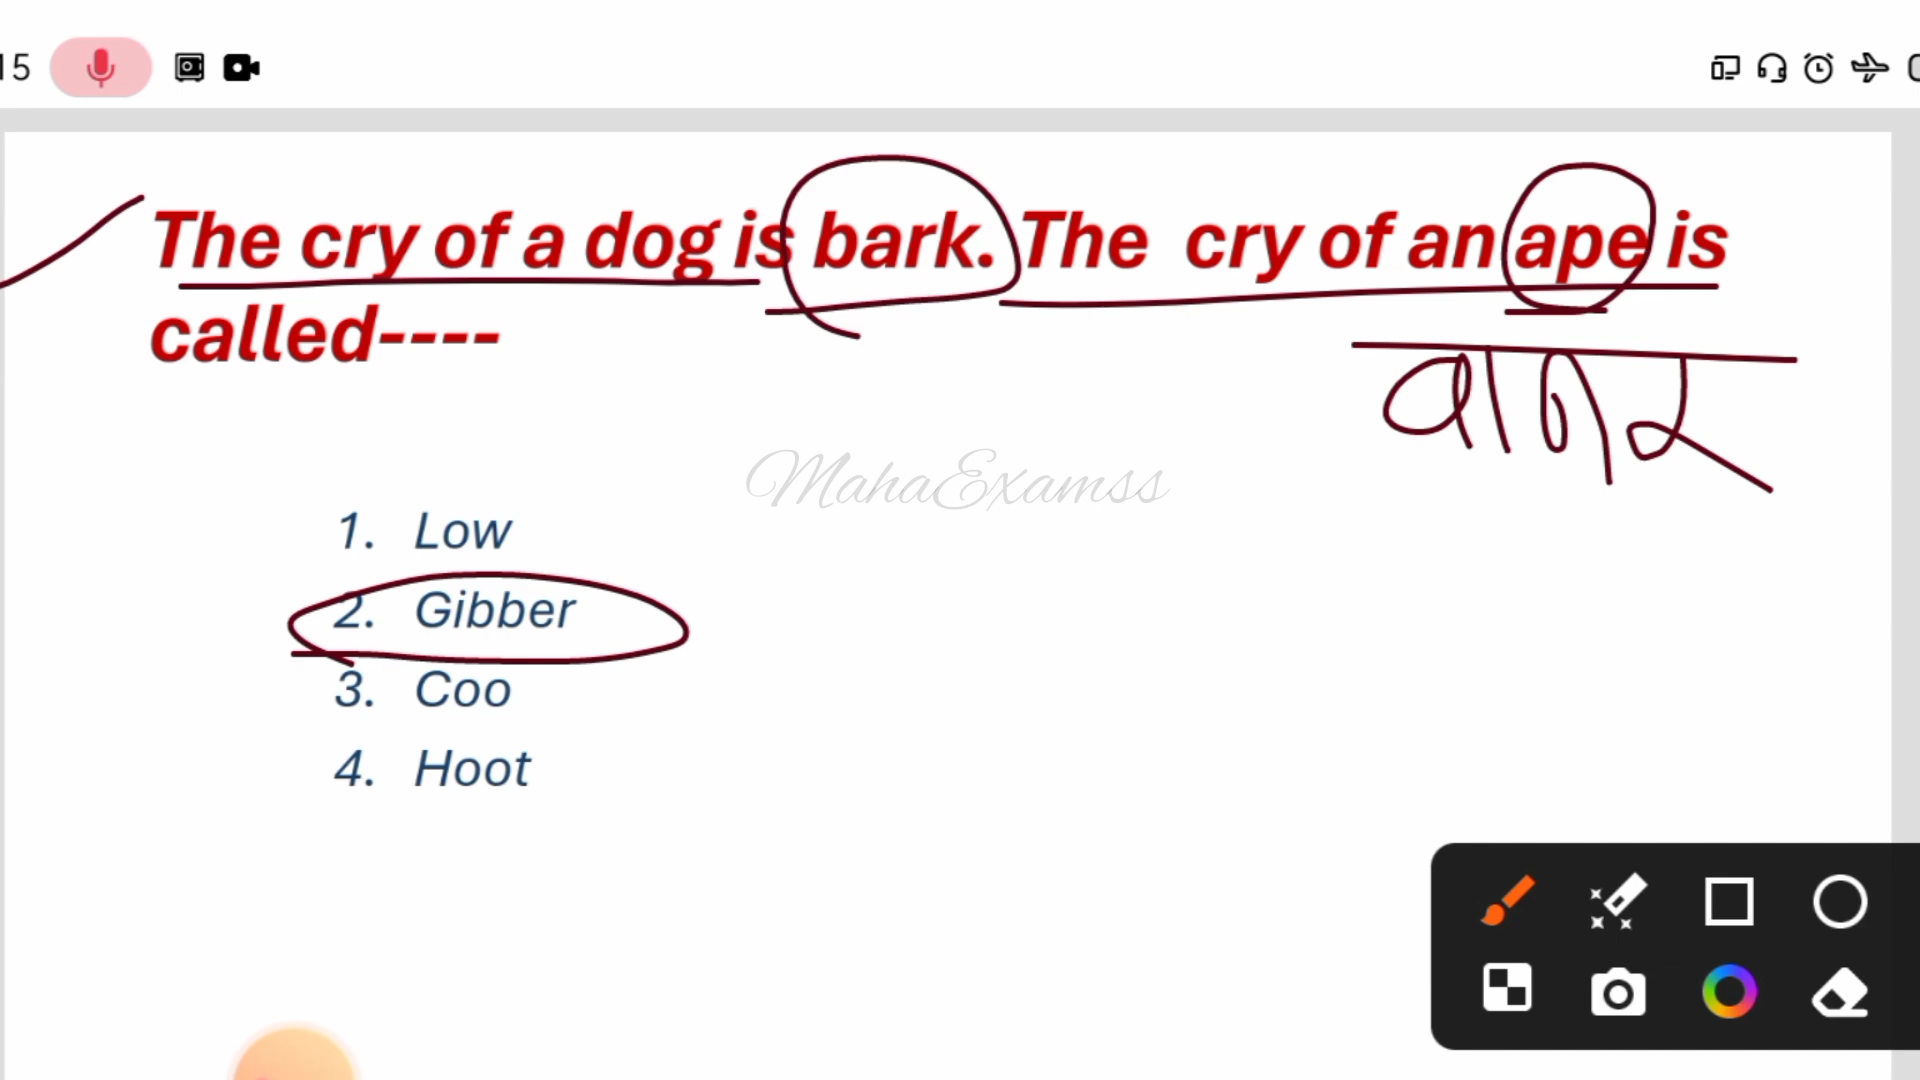 15
The cry of a dog is bark. The cry of an ape is
called----
वानर
MahaExamss
1. Low
2. Gibber
3. Coo
4. Hoot